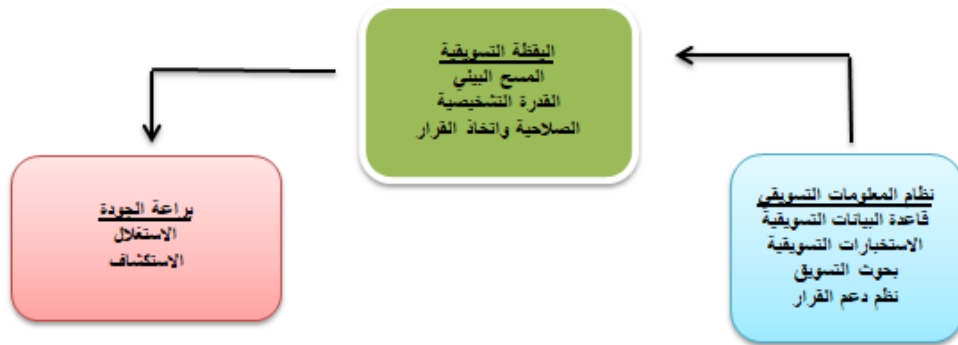 نظام المعلومات التسويقي
قاعدة البيانات التسويقية
الاستخبارات التسويقية
بحوث التسويق
نظم دعم القرار
اليقظة التسويقية
المسح البيئي
القدرة التشخيصية
الصلاحية واتخاذ القرار
براعة الجودة
الاستغلال
الاستكشاف